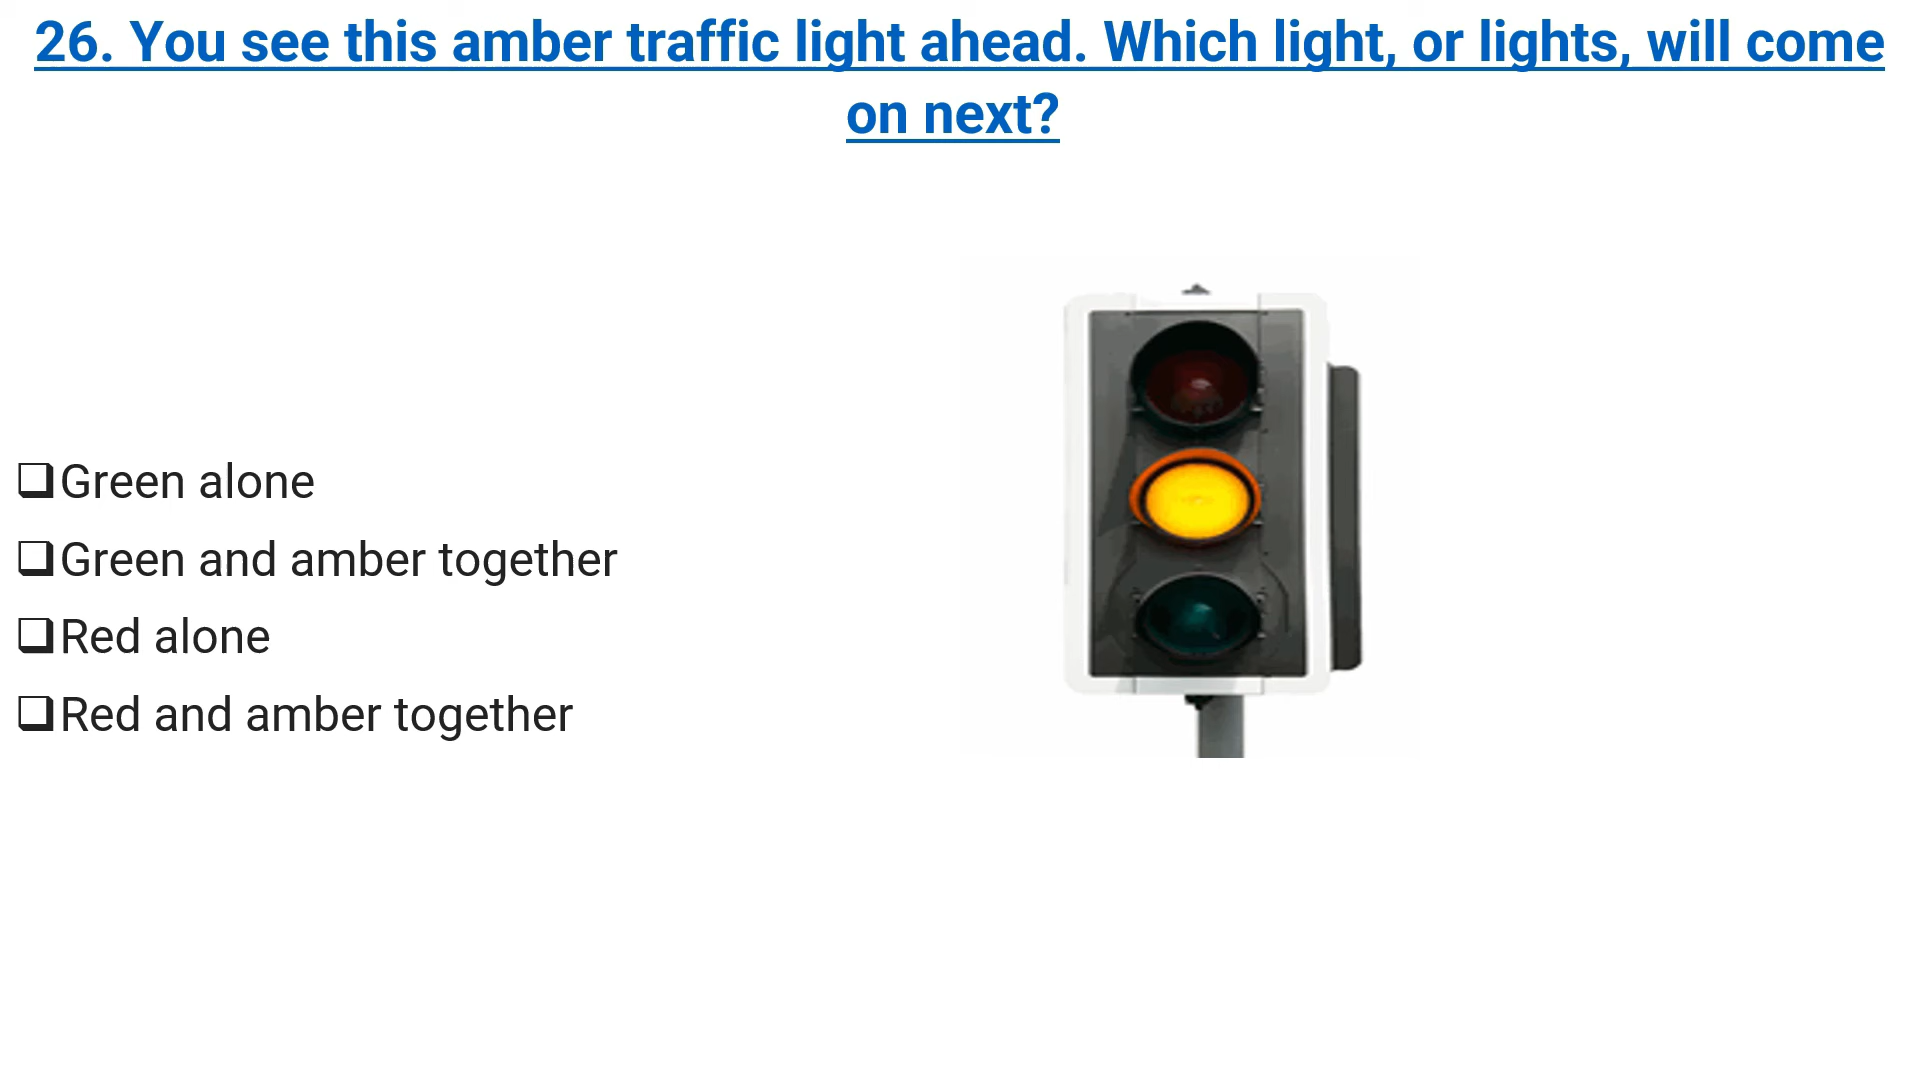 26. You see this amber traffic light ahead. Which light, or lights, will come
on next?
❑Green alone
❑Green and amber together
❑Red alone
❑Red and amber together